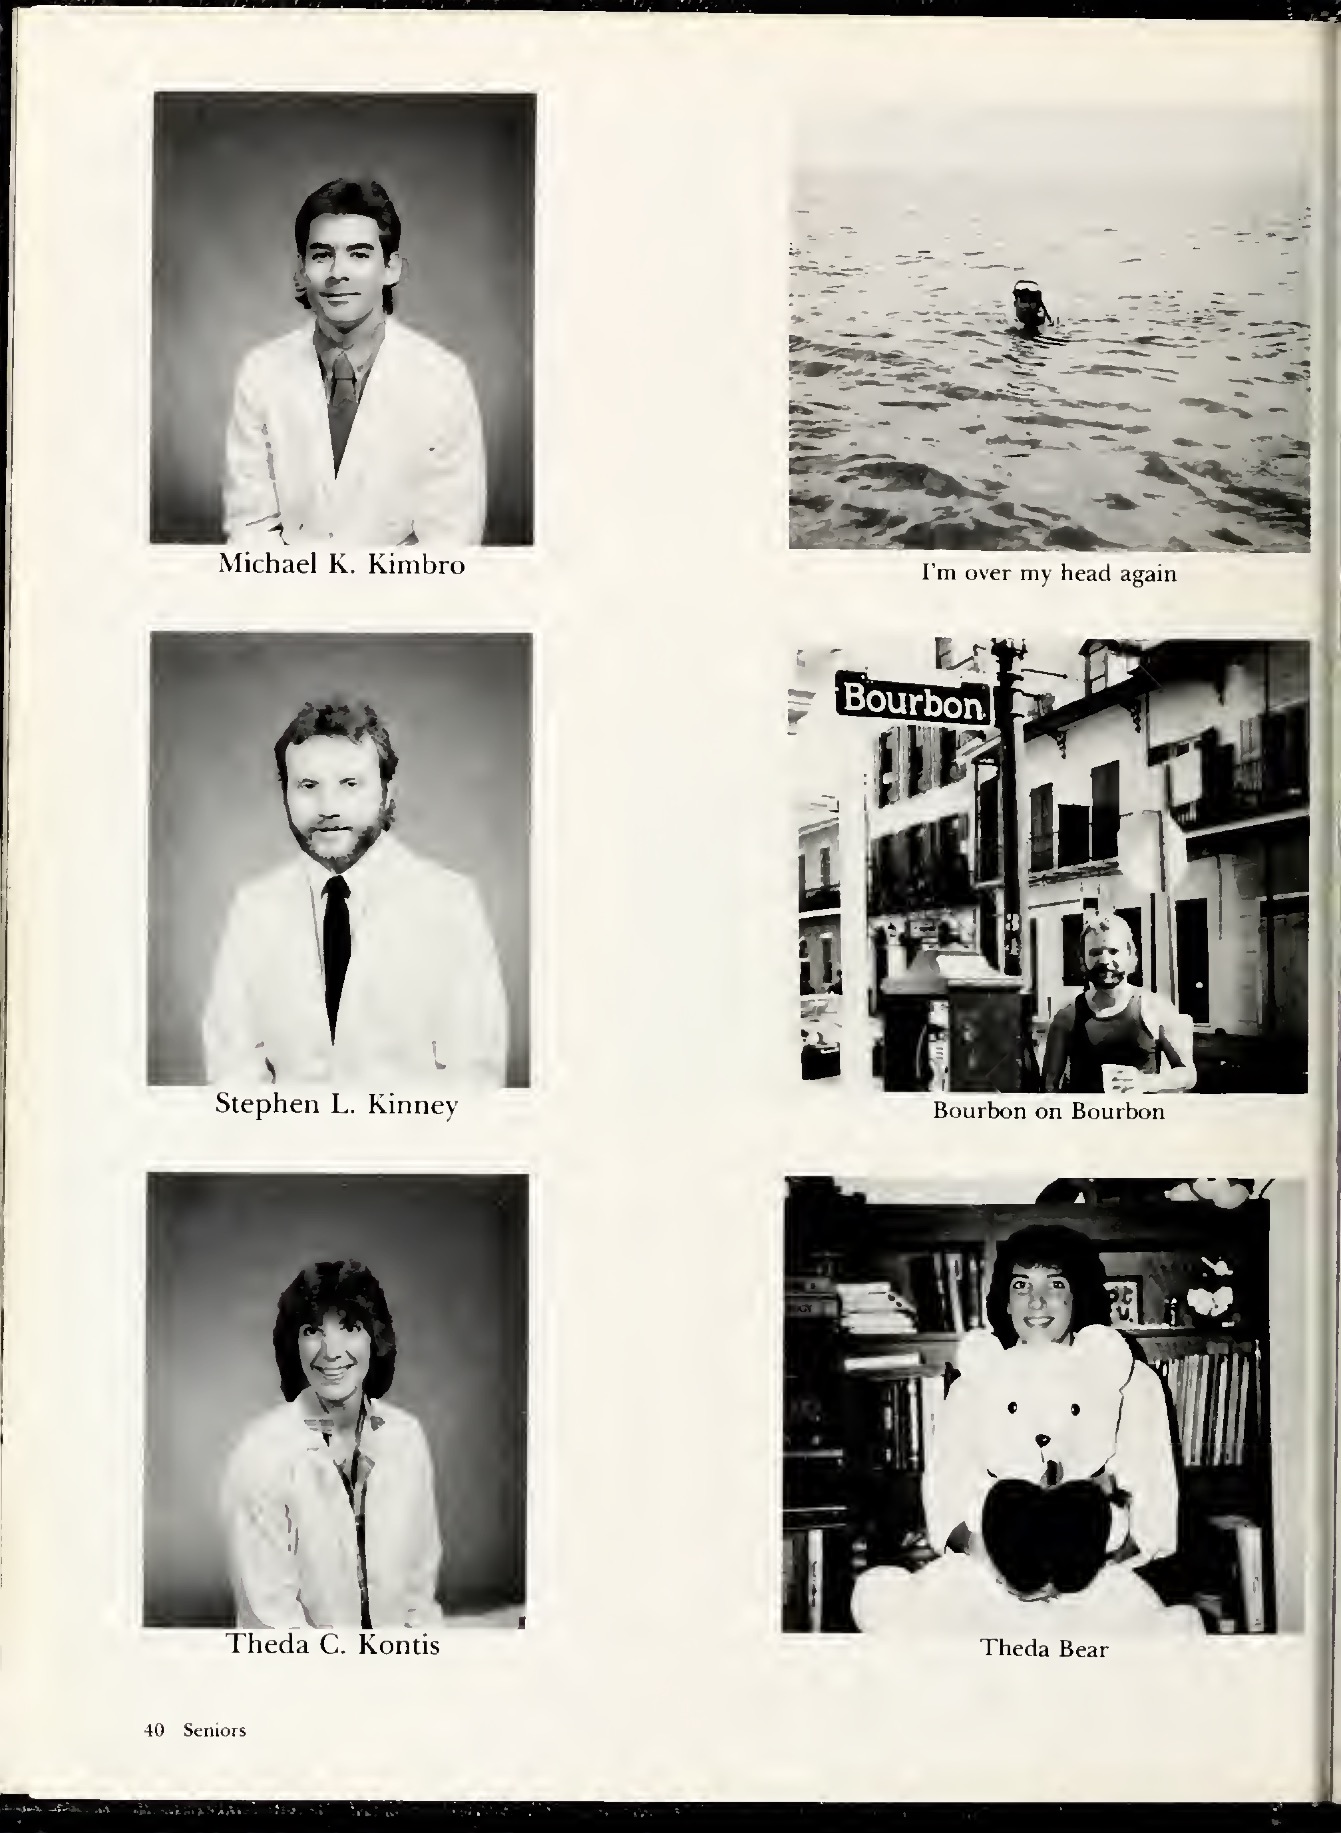 Michael K. Kimbro
I'm over my head again
Bourbon
Stephen L. Kinney
Bourbon on Bourbon
Theda C. Kontis
Theda Bear
40 Seniors